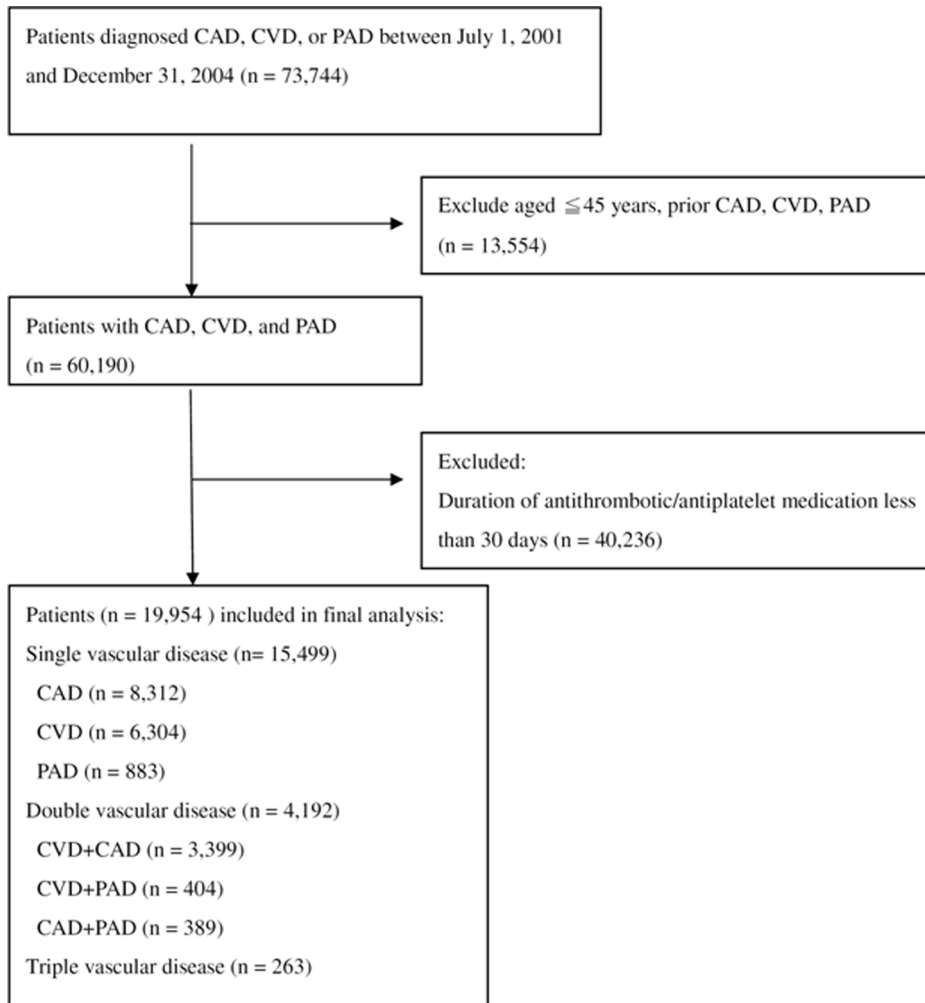 Patients diagnosed CAD, CVD, or PAD between July 1, 2001
and December 31, 2004 (n = 73,744)
Exclude aged ≦45 years, prior CAD, CVD, PAD
(n = 13,554)
Patients with CAD, CVD, and PAD
(n = 60,190)
Excluded:
Duration of antithrombotic/antiplatelet medication less
than 30 days (n = 40,236)
Patients (n = 19,954 ) included in final analysis:
Single vascular disease (n= 15,499)
CAD (n = 8,312)
CVD (n = 6,304)
PAD (n = 883)
Double vascular disease (n = 4,192)
CVD+CAD (n = 3,399)
CVD+PAD (n = 404)
CAD+PAD (n = 389)
Triple vascular disease (n = 263)